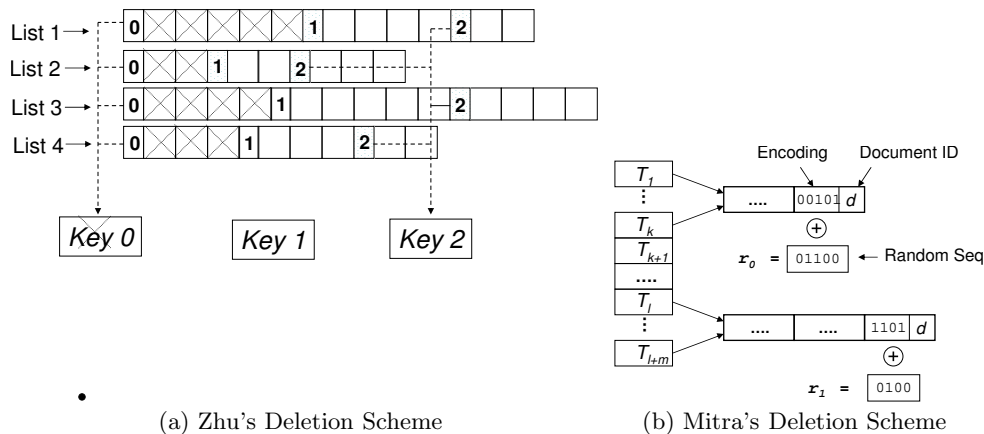 List 1
0
1
2
List 2
0
1
2
List 3
0
1
2
List 4
0
1
2
Key 0
Key 1
Key 2
(a) Zhu's Deletion Scheme
Encoding
Document ID
T1
....
00101
d
Tk
Tk+1
r0 =
01100
Random Seq
....
Tl
....
....
1101
d
Tl+m
r1 =
0100
(b) Mitra's Deletion Scheme